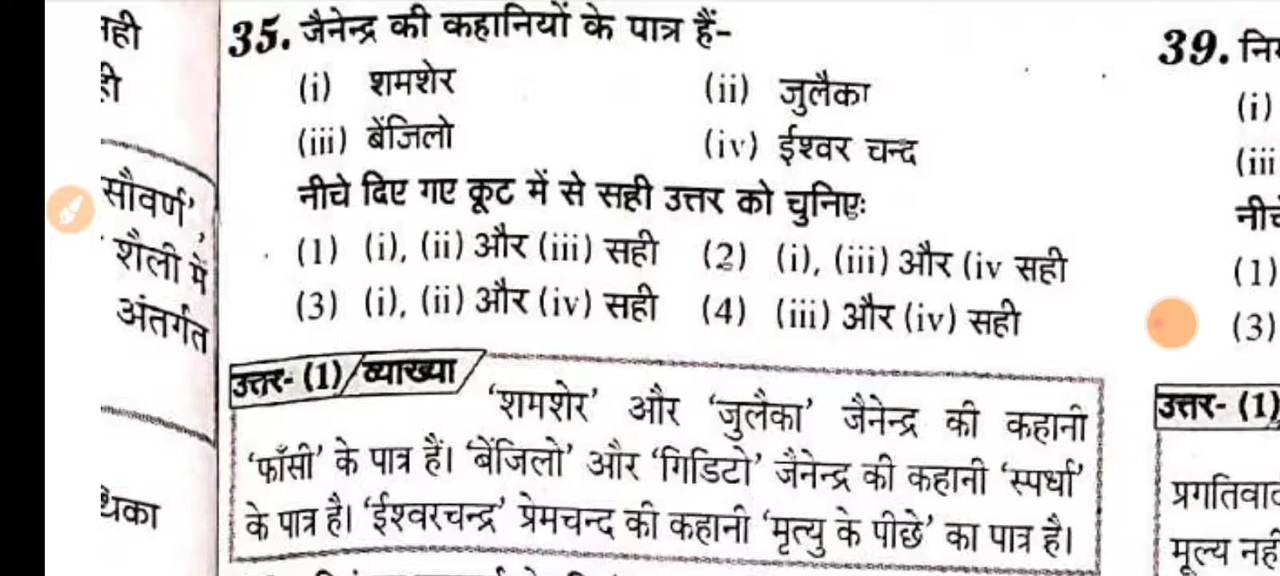 35. जैनेन्द्र की कहानियों के पात्र हैं-
(i) शमशेर (ii) जुलैका
(iii) बेंजिलो (iv) ईश्वर चन्द
नीचे दिए गए कूट में से सही उत्तर को चुनिएः
(1) (i), (ii) और (iii) सही (2) (i), (iii) और (iv सही
(3) (i), (ii) और (iv) सही (4) (iii) और (iv) सही
उत्तर- (1)/व्याख्या
'शमशेर' और 'जुलैका' जैनेन्द्र की कहानी
'फाँसी' के पात्र हैं। 'बेंजिलो' और 'गिडिटो' जैनेन्द्र की कहानी 'स्पर्धा'
के पात्र है। 'ईश्वरचन्द्र' प्रेमचन्द की कहानी 'मृत्यु के पीछे' का पात्र है।
सौवर्ण',
शैली में
अंतर्गत
39.
(i)
(iii
(1)
(3)
उत्तर- (1)
मूल्य